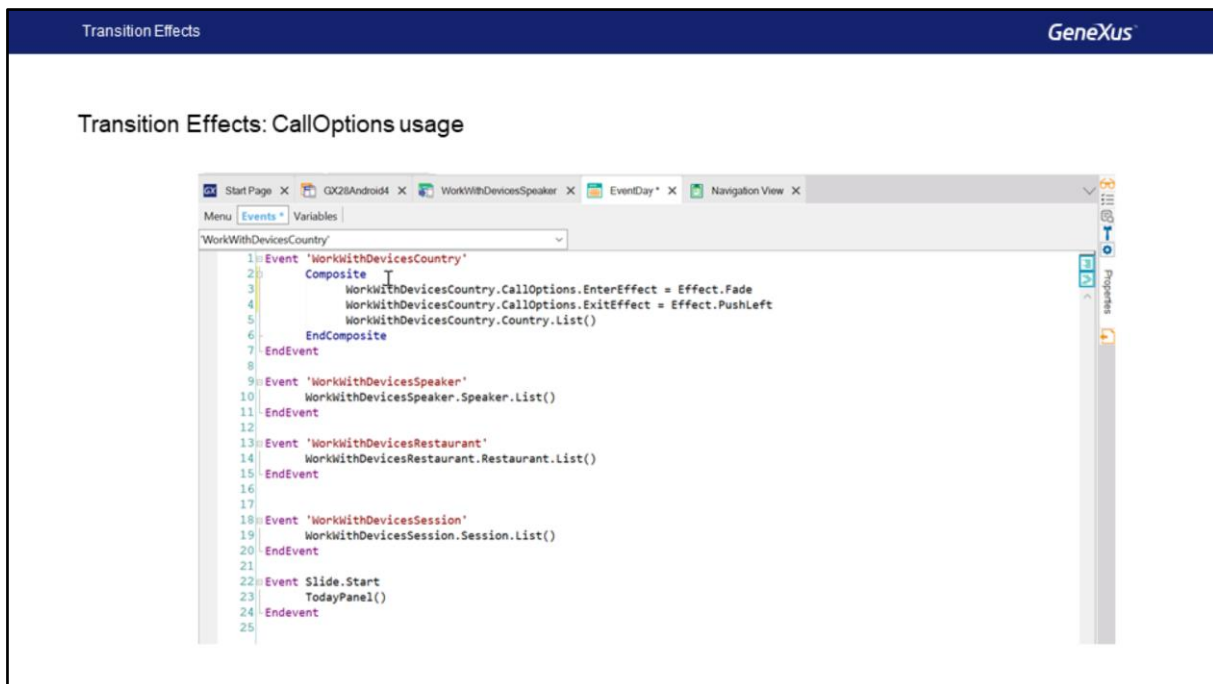 Transition Effects
GeneXus
Transition Effects: CallOptions usage
GX Start Page X GX28Android4 X WorkWithDevicesSpeaker X EventDay* X Navigation View X
Menu Events * Variables
'WorkWithDevicesCountry'
1 Event 'WorkWithDevicesCountry'
2 Composite
3 WorkWithDevicesCountry.CallOptions.EnterEffect = Effect.Fade
4 WorkWithDevicesCountry.CallOptions.ExitEffect = Effect.PushLeft
5 WorkWithDevicesCountry.Country.List()
6 EndComposite
7 EndEvent
8
9 Event 'WorkWithDevicesSpeaker'
10 WorkWithDevicesSpeaker.Speaker.List()
11 EndEvent
12
13 Event 'WorkWithDevicesRestaurant'
14 WorkWithDevicesRestaurant.Restaurant.List()
15 EndEvent
16
17
18 Event 'WorkWithDevicesSession'
19 WorkWithDevicesSession.Session.List()
20 EndEvent
21
22 Event Slide.Start
23 TodayPanel()
24 Endevent
25
Properties